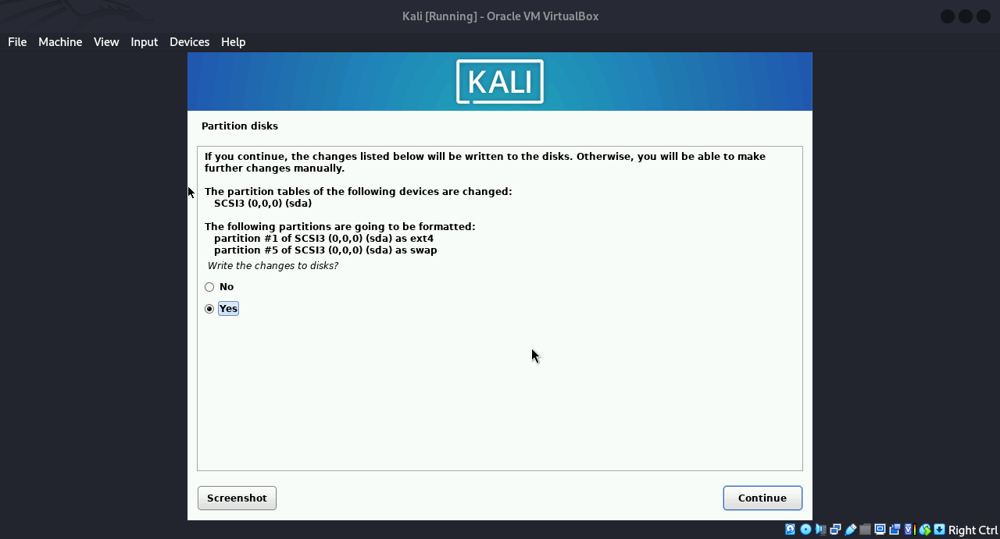 Kali [Running] - Oracle VM VirtualBox
File Machine View Input Devices Help
KALI
Partition disks
If you continue, the changes listed below will be written to the disks. Otherwise, you will be able to make
further changes manually.
The partition tables of the following devices are changed:
SCSI3 (0,0,0) (sda)
The following partitions are going to be formatted:
partition #1 of SCSI3 (0,0,0) (sda) as ext4
partition #5 of SCSI3 (0,0,0) (sda) as swap
Write the changes to disks?
No
Yes
Screenshot Continue
Right Ctrl